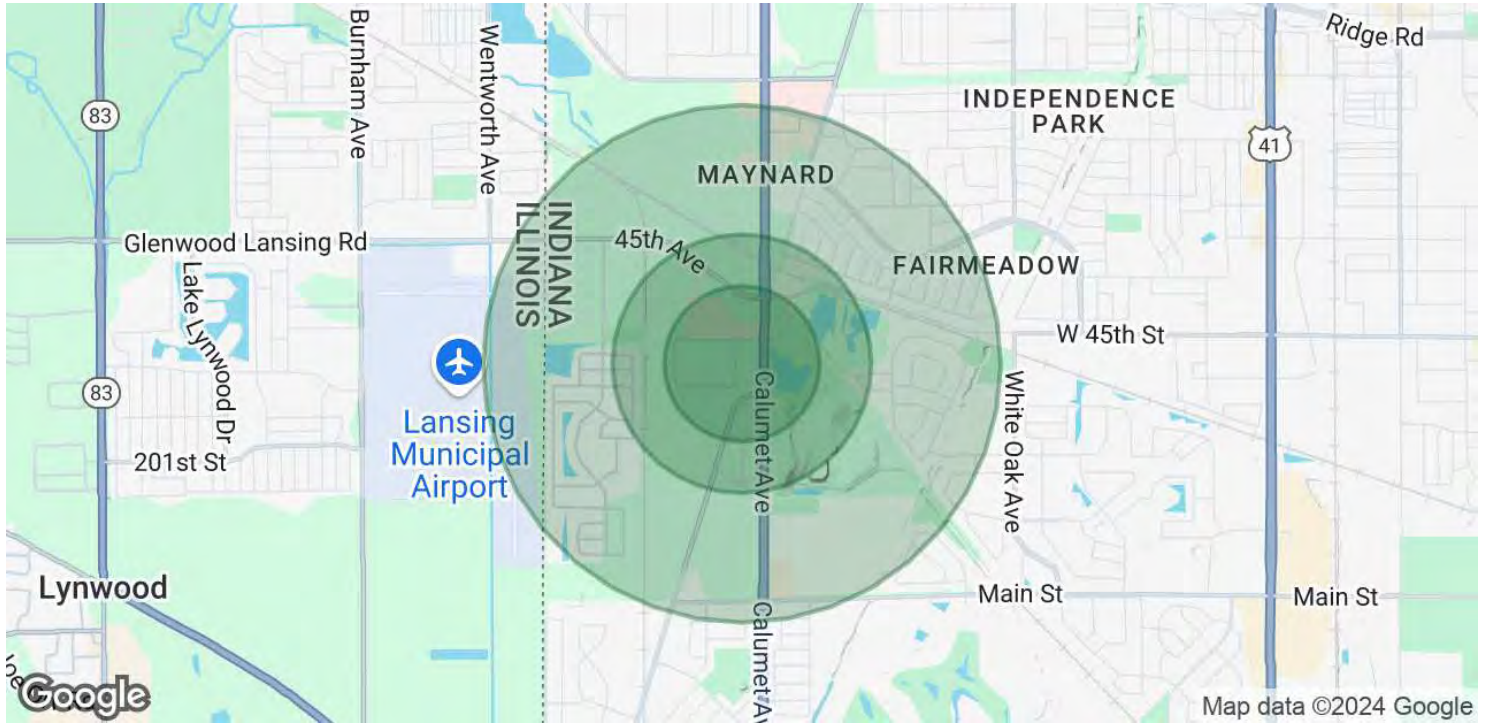 Ridge Rd
Burnham Ave
Wentworth Ave
83
INDEPENDENCE
PARK
41
MAYNARD
INDIANA
ILLINOIS
Glenwood Lansing Rd
45th Ave
FAIRMEADOW
Lake Lynwood Dr
W 45th St
83
Lansing
Municipal
Airport
Calumet Ave
White Oak Ave
201st St
Lynwood
Main St
Main St
Google
Map data ©2024 Google